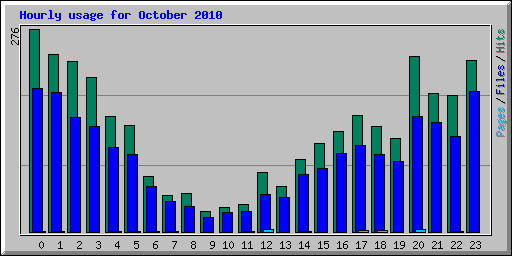 Hourly usage for October 2010
276
Pages/Files/Hits
0 1 2 3 4 5 6 7 8 9 10 11 12 13 14 15 16 17 18 19 20 21 22 23